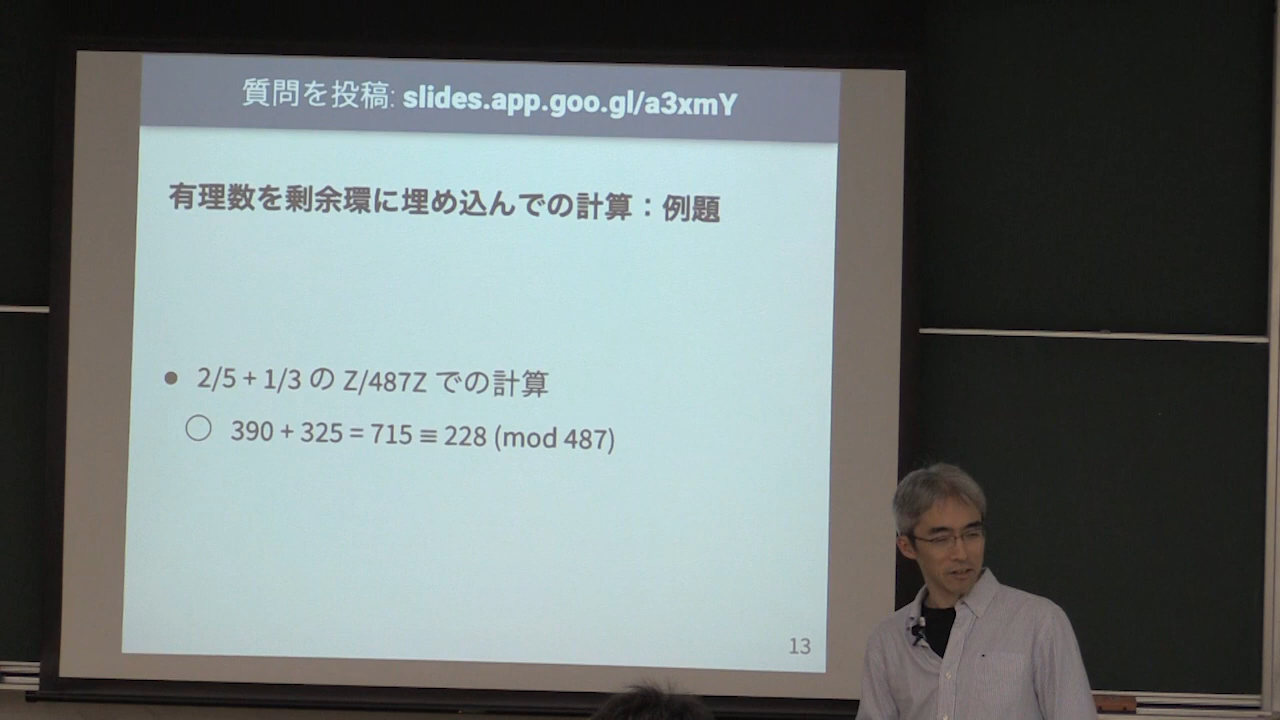 質問を投稿: slides.app.goo.gl/a3xmY
有理数を剰余環に埋め込んでの計算：例題
● 2/5 + 1/3 の Z/487Z での計算
○ 390 + 325 = 715 ≡ 228 (mod 487)
13